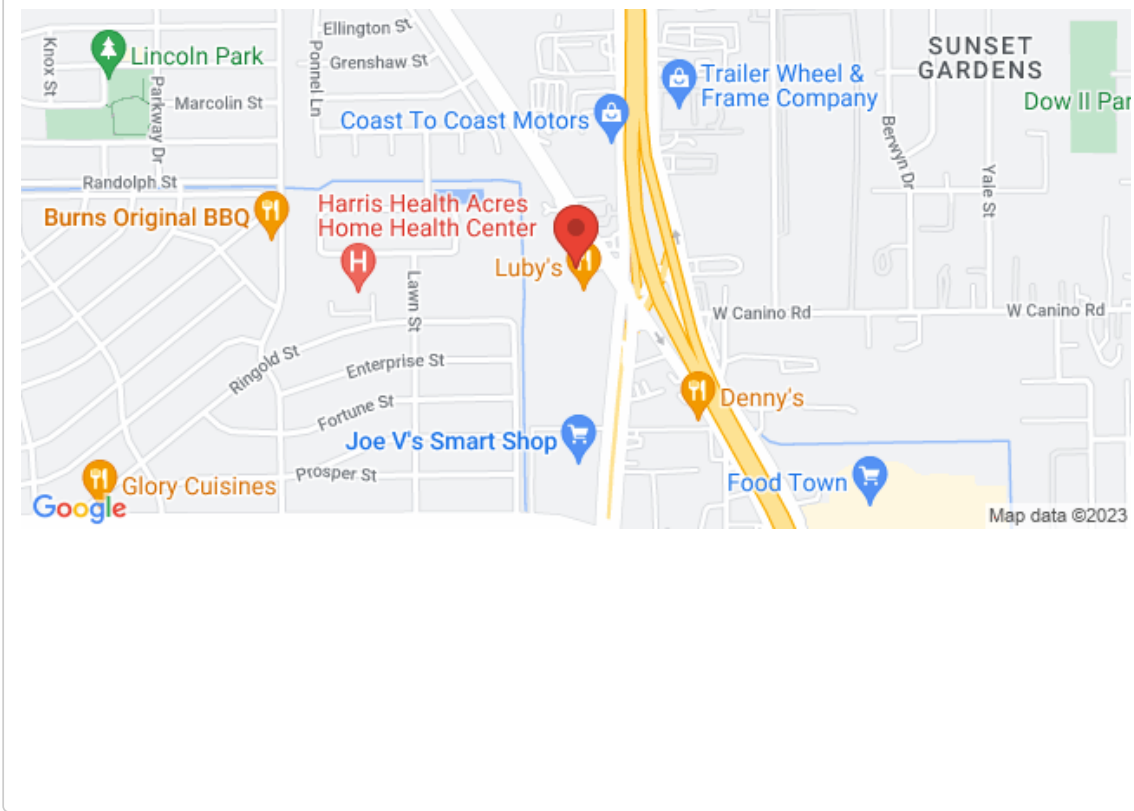 Ellington St
Knox St
Ponnel Ln
Grenshaw St
SUNSET
GARDENS
Lincoln Park
Trailer Wheel &
Frame Company
Parkway Dr
Marcolin St
Coast To Coast Motors
Dow II Par
Berwyn Dr
Yale St
Randolph St
Burns Original BBQ
Harris Health Acres
Home Health Center
H
Luby's
Lawn St
W Canino Rd
W Canino Rd
Ringold St
Enterprise St
Denny's
Fortune St
Joe V's Smart Shop
Prosper St
Glory Cuisines
Food Town
Google
Map data ©2023